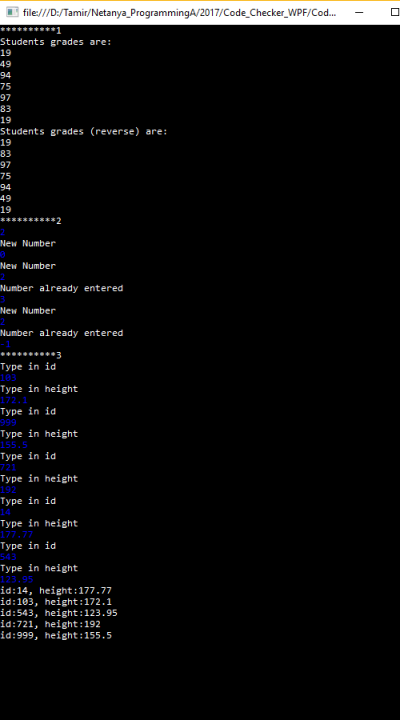 file:///D:/Tamir/Netanya_ProgrammingA/2017/Code_Checker_WPF/Cod...
**********1
Students grades are:
19
49
94
75
97
83
19
Students grades (reverse) are:
19
83
97
75
94
49
19
**********2
2
New Number
0
New Number
2
Number already entered
New Number
2
Number already entered
-1
**********3
Type in id
103
Type in height
172.1
Type in id
999
Type in height
155.5
Type in id
721
Type in height
192
Type in id
14
Type in height
177.77
Type in id
543
Type in height
123.95
id:14, height:177.77
id:103, height:172.1
id:543, height:123.95
id:721, height:192
id:999, height:155.5